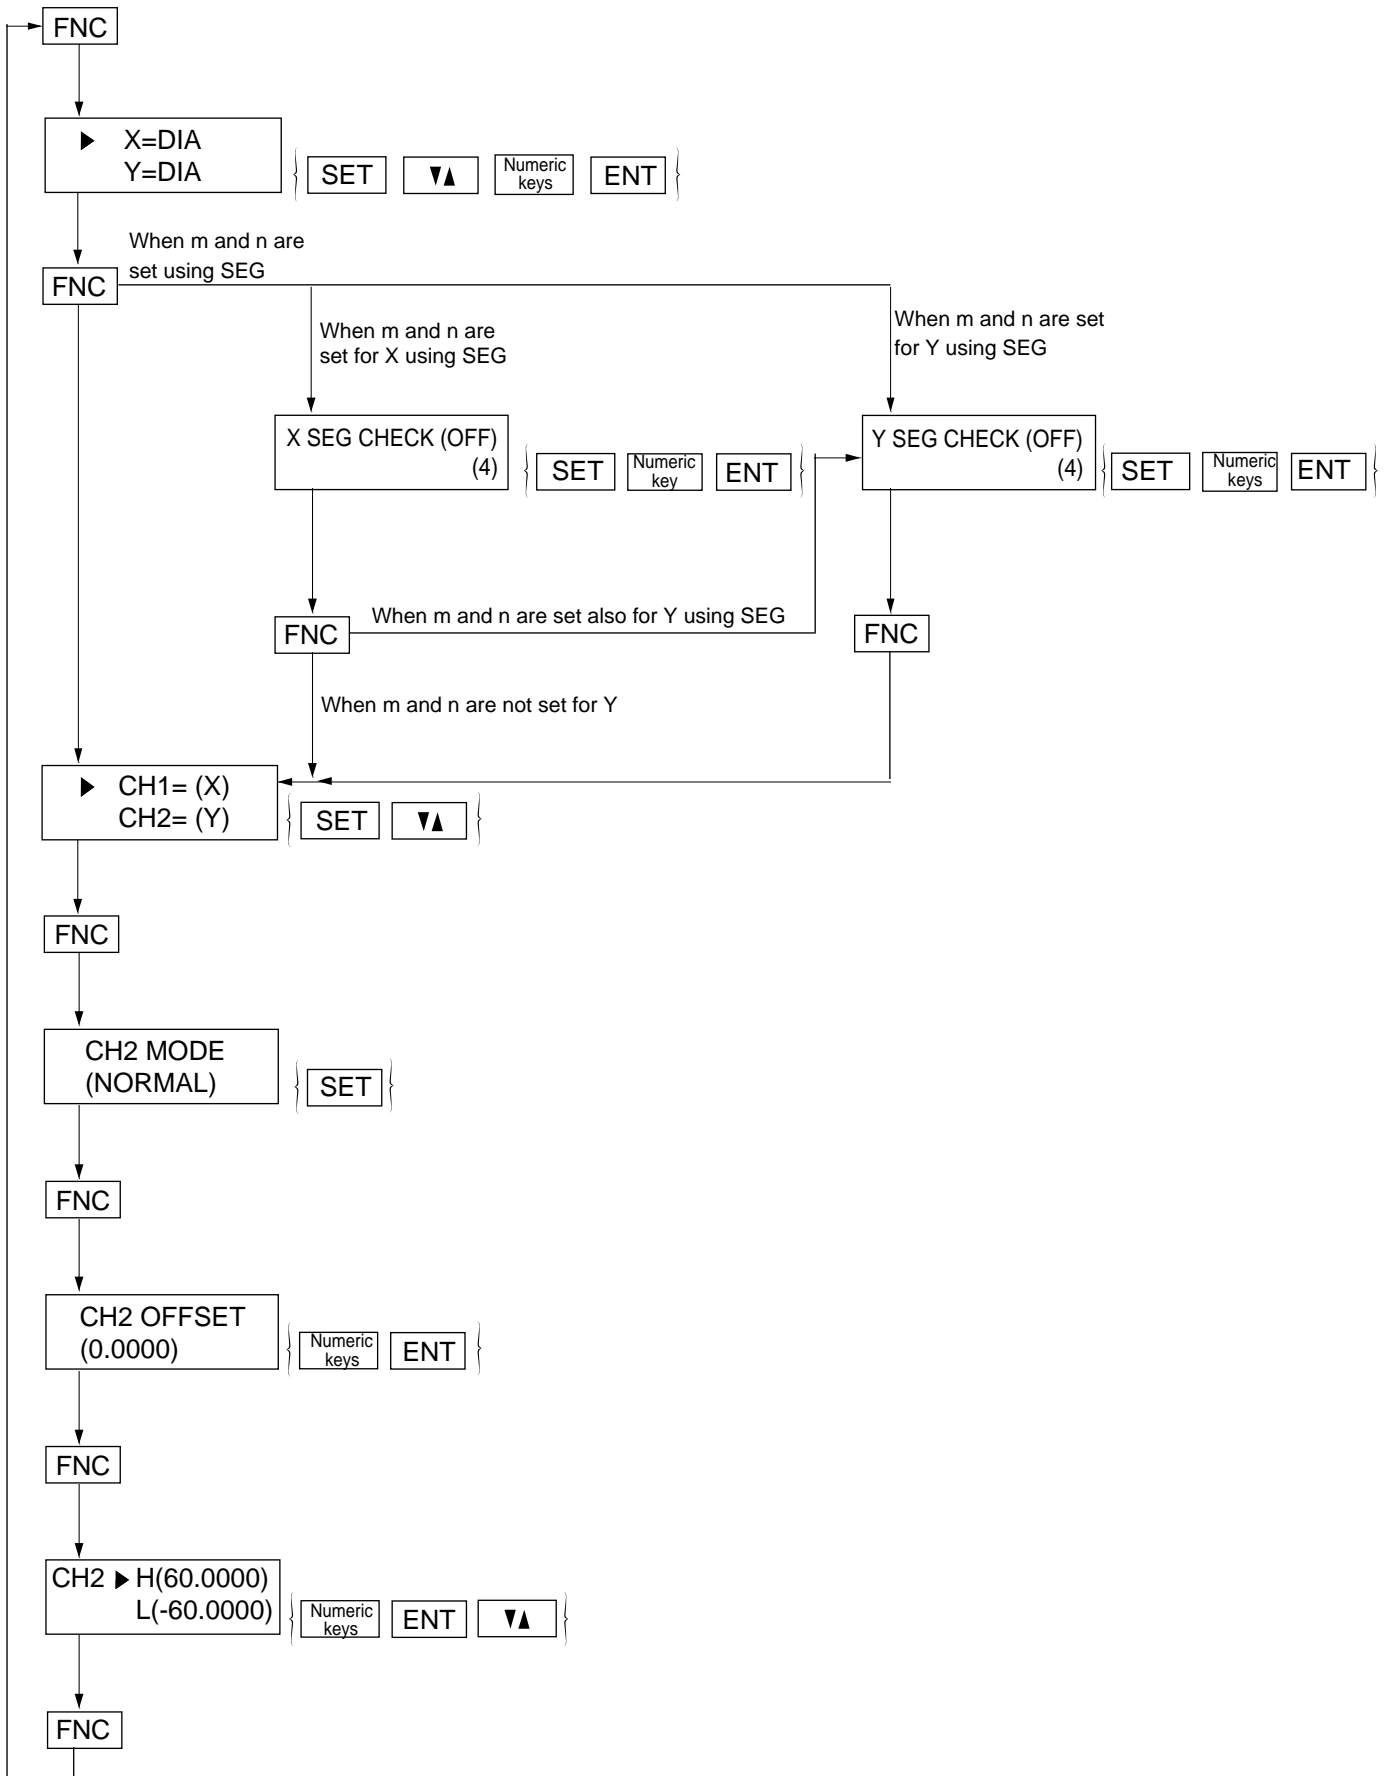 FNC
▶ X=DIA
Y=DIA
SET ▼▲ Numeric keys ENT
When m and n are
set using SEG
FNC
When m and n are
set for X using SEG
When m and n are set
for Y using SEG
X SEG CHECK (OFF)
(4)
SET Numeric key ENT
Y SEG CHECK (OFF)
(4)
SET Numeric keys ENT
FNC
When m and n are set also for Y using SEG
FNC
When m and n are not set for Y
▶ CH1= (X)
CH2= (Y)
SET ▼▲
FNC
CH2 MODE
(NORMAL)
SET
FNC
CH2 OFFSET
(0.0000)
Numeric keys ENT
FNC
CH2 ▶ H(60.0000)
L(-60.0000)
Numeric keys ENT ▼▲
FNC